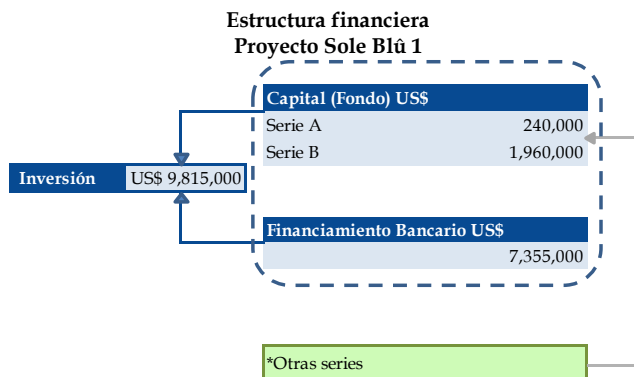 Estructura financiera
Proyecto Sole Blû 1
Capital (Fondo) US$
Serie A 240,000
Serie B 1,960,000
Inversión US$ 9,815,000
Financiamiento Bancario US$
7,355,000
*Otras series